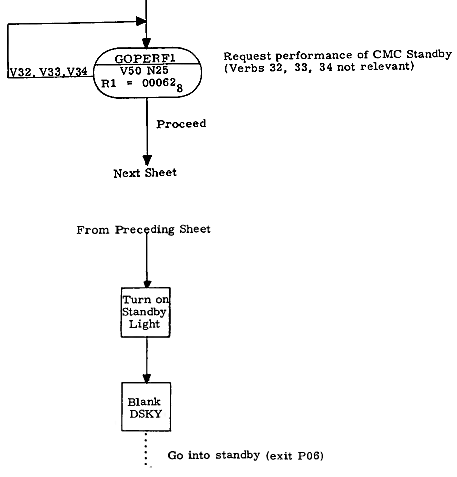 GOPERF1
V50 N25
R1 = 00062₈
V32, V33, V34
Request performance of CMC Standby
(Verbs 32, 33, 34 not relevant)
Proceed
Next Sheet
From Preceding Sheet
Turn on
Standby
Light
Blank
DSKY
Go into standby (exit P06)